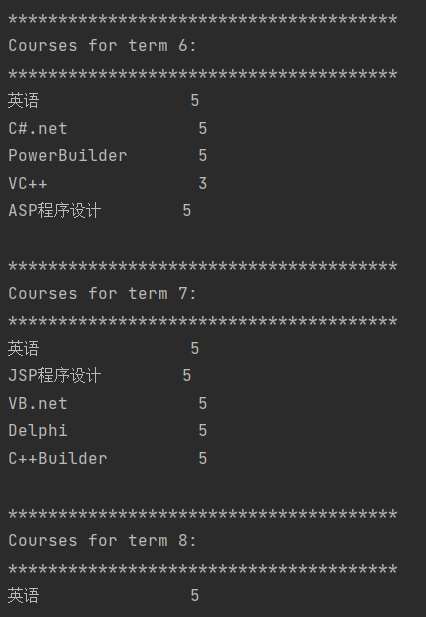 ***************************************
Courses for term 6:
***************************************
英语               5
C#.net             5
PowerBuilder       5
VC++               3
ASP程序设计        5
***************************************
Courses for term 7:
***************************************
英语               5
JSP程序设计        5
VB.net             5
Delphi             5
C++Builder         5
***************************************
Courses for term 8:
***************************************
英语               5